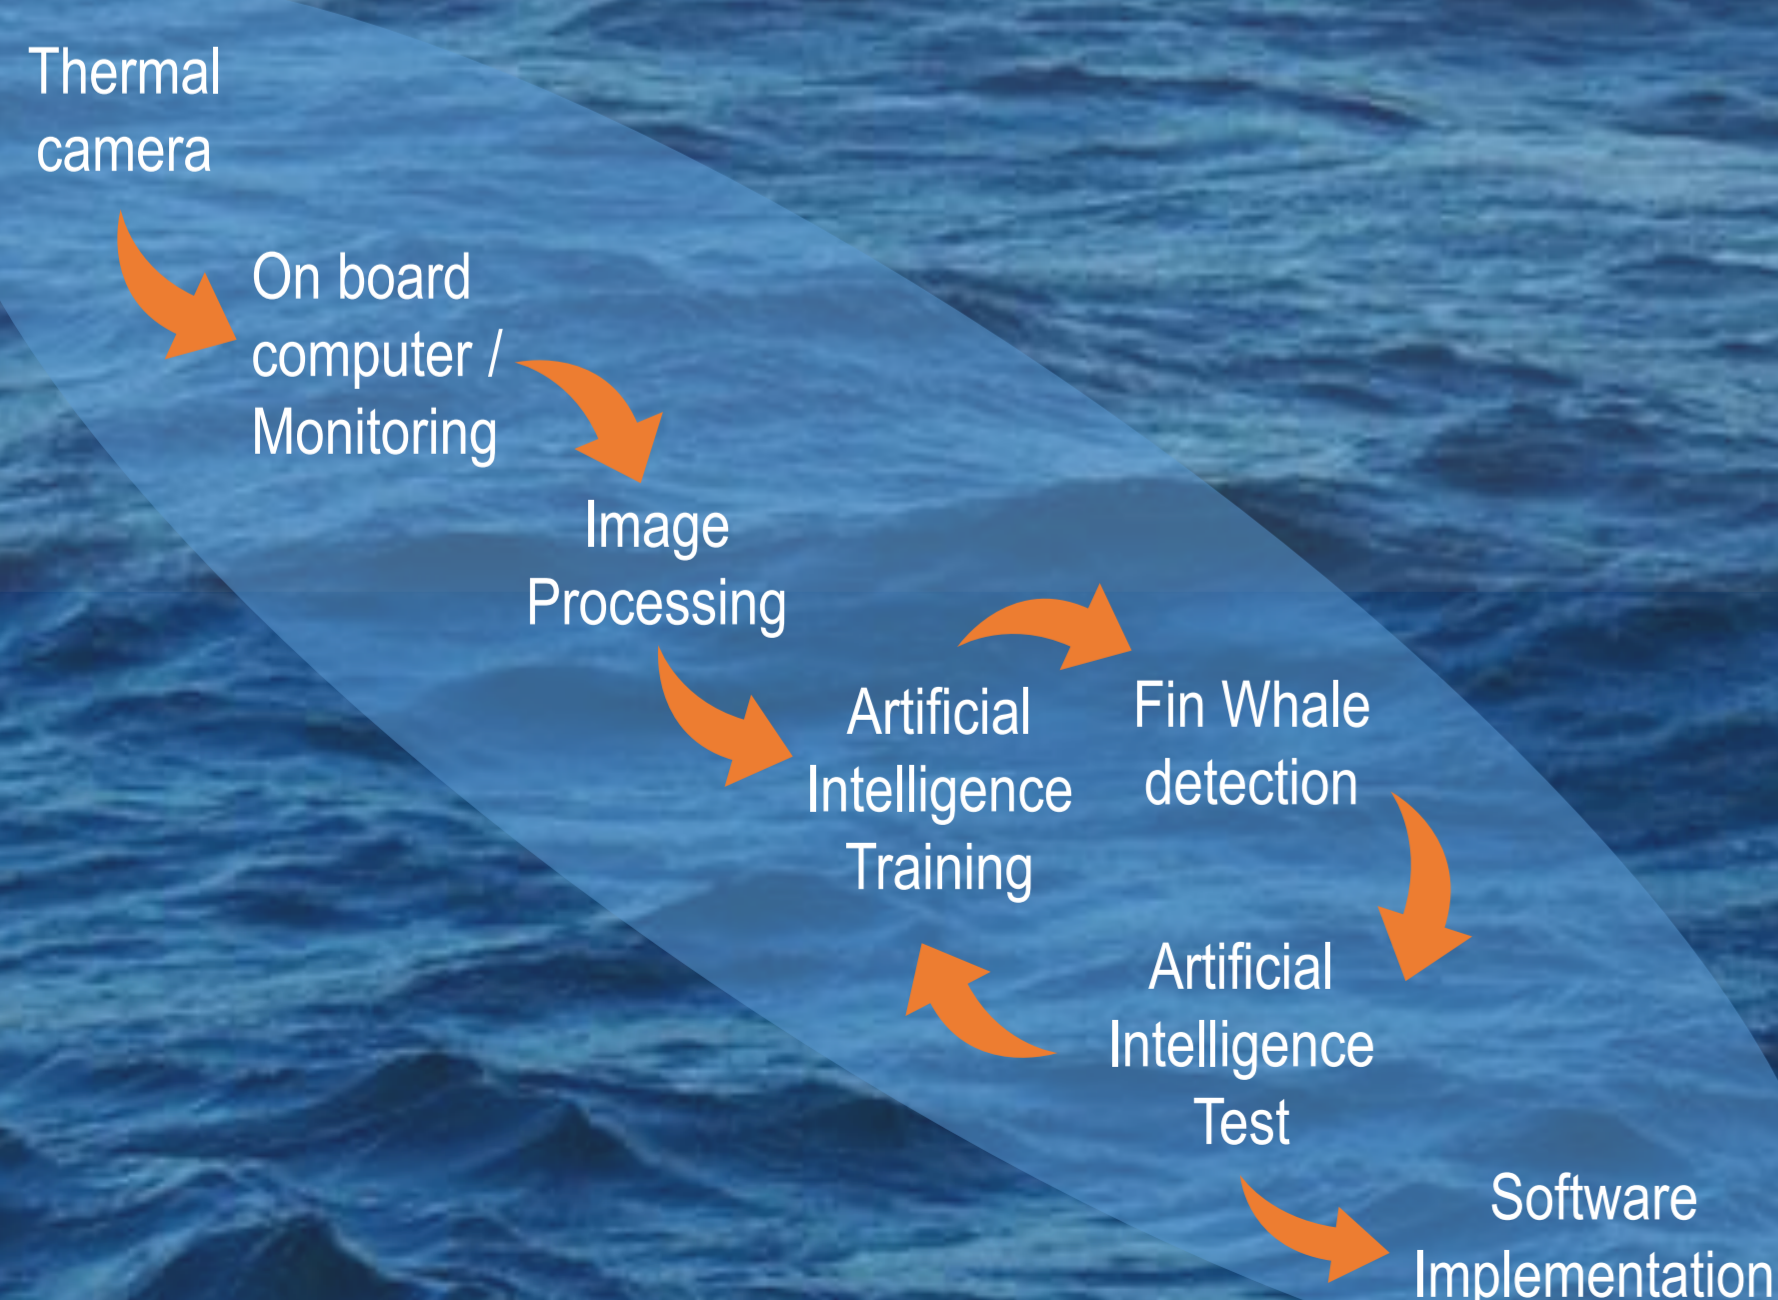 Thermal
camera
On board
computer /
Monitoring
Image
Processing
Artificial
Intelligence
Training
Fin Whale
detection
Artificial
Intelligence
Test
Software
Implementation